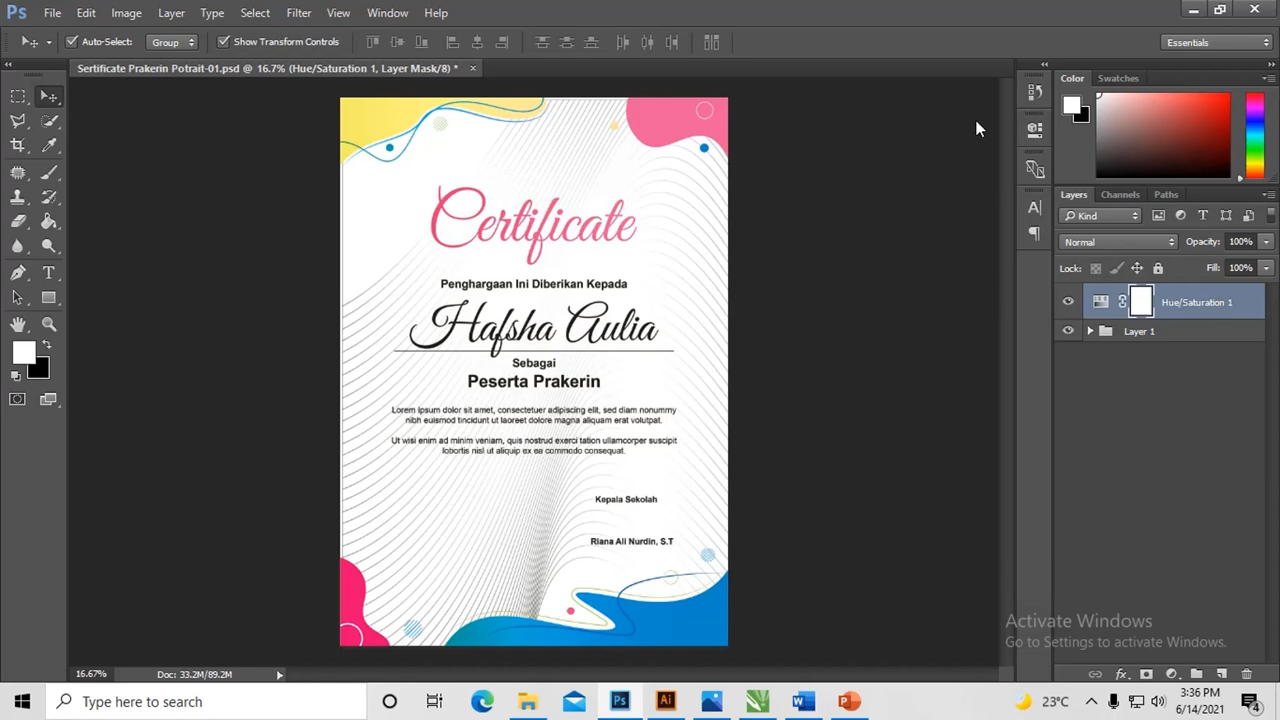 Ps File Edit Image Layer Type Select Filter View Window Help
Auto-Select: Group Show Transform Controls Essentials
Sertificate Prakerin Potrait-01.psd @ 16.7% (Hue/Saturation 1, Layer Mask/8) *
Color Swatches
Certificate
Penghargaan Ini Diberikan Kepada
Hafsha Aulia
Sebagai
Peserta Prakerin
Lorem ipsum dolor sit amet, consectetuer adipiscing elit, sed diam nonummy
nibh euismod tincidunt ut laoreet dolore magna aliquam erat volutpat.
Ut wisi enim ad minim veniam, quis nostrud exerci tation ullamcorper suscipit
lobortis nisl ut aliquip ex ea commodo consequat.
Kepala Sekolah
Riana Ali Nurdin, S.T
Layers Channels Paths
Kind
Normal Opacity: 100%
Lock: Fill: 100%
Hue/Saturation 1
Layer 1
Activate Windows
Go to Settings to activate Windows.
16.67% Doc: 33.2M/89.2M
Type here to search
Ps Ai
23°C
3:36 PM
6/14/2021
4